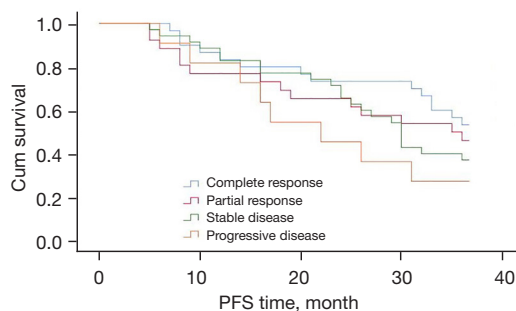 Cum survival
1.0
0.8
0.6
0.4
0.2
0.0
Complete response
Partial response
Stable disease
Progressive disease
0 10 20 30 40
PFS time, month